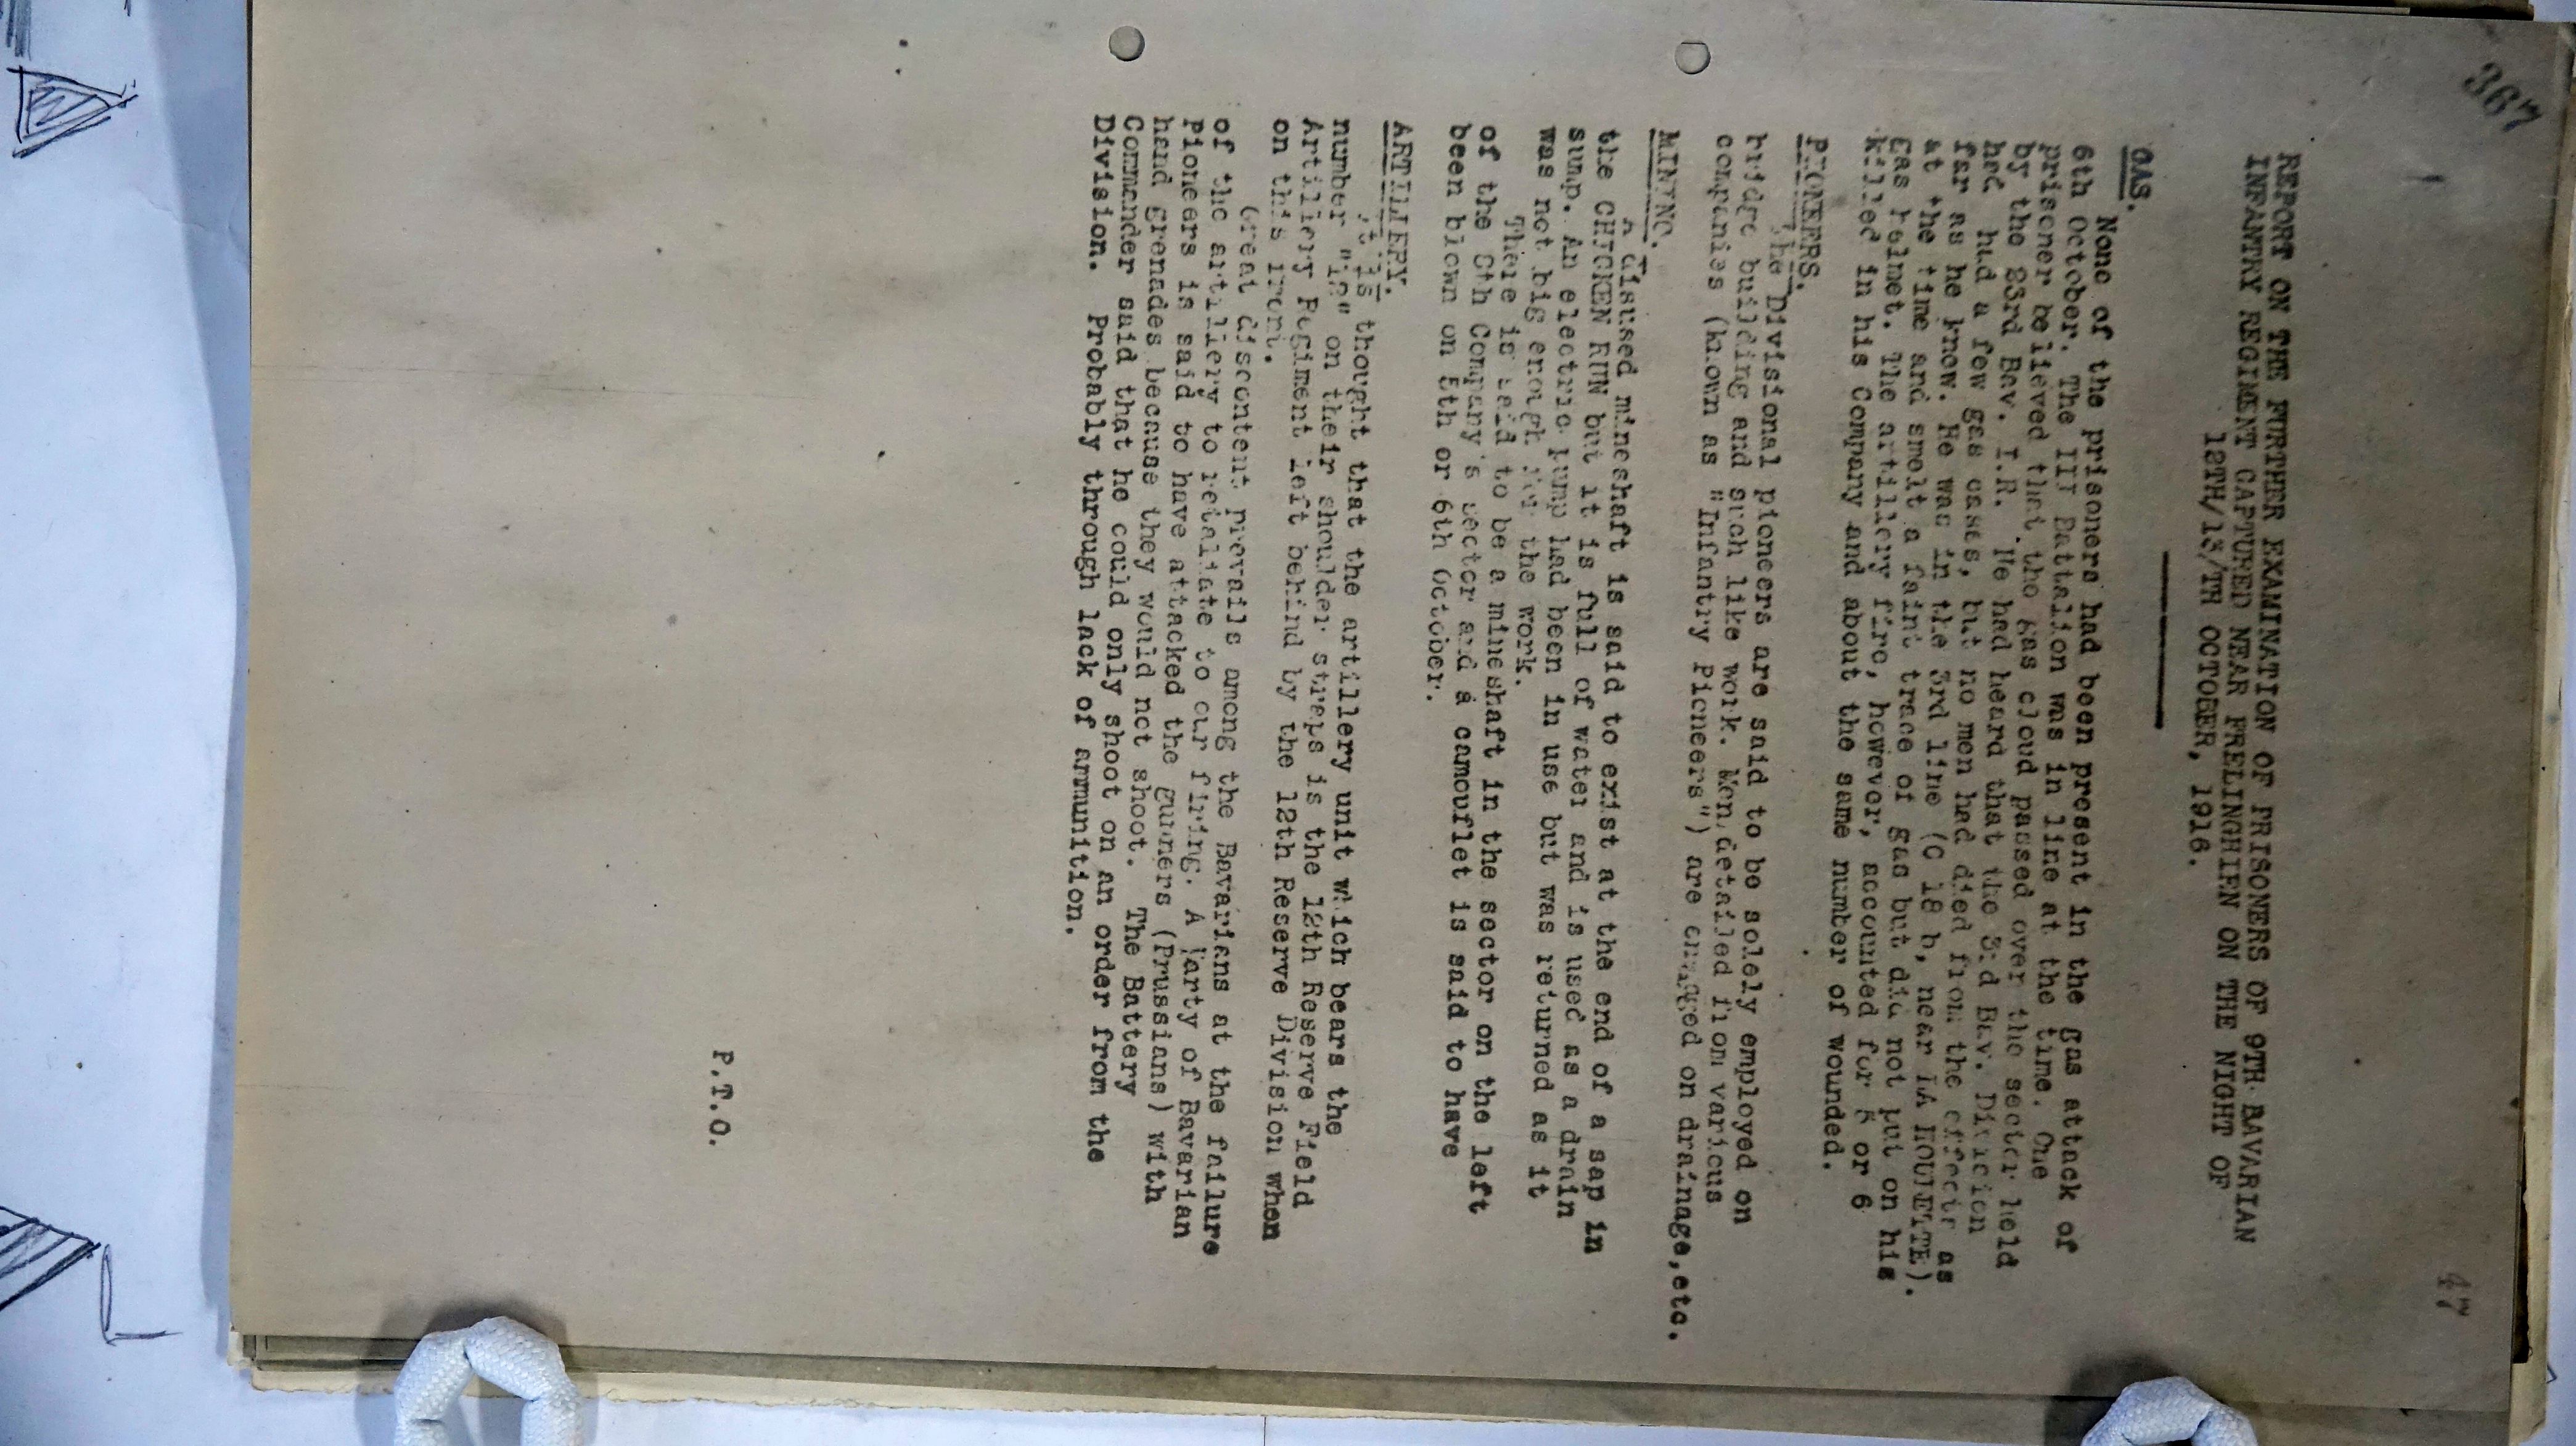 367
47
REPORT ON THE FURTHER EXAMINATION OF PRISONERS OF 9TH BAVARIAN
INFANTRY REGIMENT CAPTURED NEAR FRELINGHIEN ON THE NIGHT OF
12TH/13/TH OCTOBER, 1916.
GAS.
None of the prisoners had been present in the gas attack of
6th October. The III Battalion was in line at the time. One
prisoner believed that the gas cloud passed over the sector held
by the 23rd Bav. I.R. He had heard that the 3rd Bav. Division
had had a few gas cases, but no men had died from the effects as
far as he knew. He was in the 3rd line (C 18 b, near LA HOULETTE).
at the time and smelt a faint trace of gas but did not put on his
gas helmet. The artillery fire, however, accounted for 5 or 6
killed in his Company and about the same number of wounded.
PIONEERS.
The Divisional pioneers are said to be solely employed on
bridge building and such like work. Men, detailed from various
companies (known as "Infantry Pioneers") are engaged on drainage,etc.
MINING.
A disused mineshaft is said to exist at the end of a sap in
the CHICKEN RUN but it is full of water and is used as a drain
sump. An electric pump had been in use but was returned as it
was not big enough for the work.
There is said to be a mineshaft in the sector on the left
of the 8th Company's sector and a camouflet is said to have
been blown on 5th or 6th October.
ARTILLERY.
It is thought that the artillery unit which bears the
number "12" on their shoulder straps is the 12th Reserve Field
Artillery Regiment left behind by the 12th Reserve Division when
on this front.
Great discontent prevails among the Bavarians at the failure
of the artillery to retaliate to our firing. A party of Bavarian
Pioneers is said to have attacked the gunners (Prussians) with
hand grenades because they would not shoot. The Battery
Commander said that he could only shoot on an order from the
Division. Probably through lack of ammunition.
P.T.O.